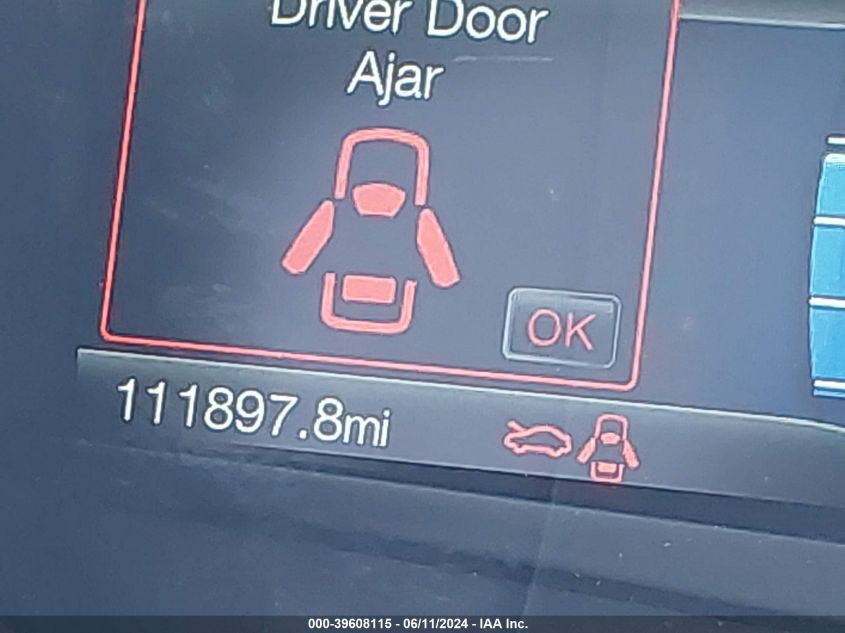 Driver Door
Ajar
OK
111897.8mi
000-39608115 - 06/11/2024 - IAA Inc.